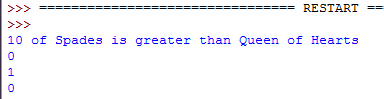 >>> ================================ RESTART ==
>>>
10 of Spades is greater than Queen of Hearts
0
1
0